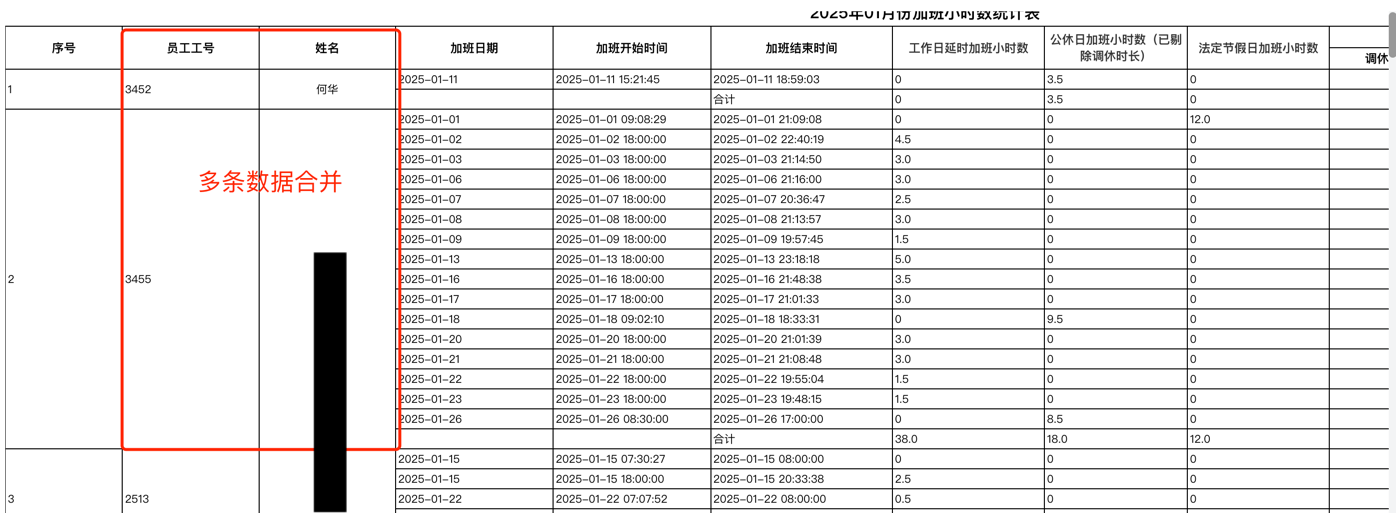 2025年01月份加班小时数统计表
序号 员工工号 姓名 加班日期 加班开始时间 加班结束时间 工作日延时加班小时数 公休日加班小时数（已剔除调休时长） 法定节假日加班小时数 调休
1 3452 何华 2025-01-11 2025-01-11 15:21:45 2025-01-11 18:59:03 0 3.5 0
合计 0 3.5 0
2025-01-01 2025-01-01 09:08:29 2025-01-01 21:09:08 0 0 12.0
2025-01-02 2025-01-02 18:00:00 2025-01-02 22:40:19 4.5 0 0
2025-01-03 2025-01-03 18:00:00 2025-01-03 21:14:50 3.0 0 0
多条数据合并
2025-01-06 2025-01-06 18:00:00 2025-01-06 21:16:00 3.0 0 0
2025-01-07 2025-01-07 18:00:00 2025-01-07 20:36:47 2.5 0 0
2025-01-08 2025-01-08 18:00:00 2025-01-08 21:13:57 3.0 0 0
2025-01-09 2025-01-09 18:00:00 2025-01-09 19:57:45 1.5 0 0
2025-01-13 2025-01-13 18:00:00 2025-01-13 23:18:18 5.0 0 0
2 3455 2025-01-16 2025-01-16 18:00:00 2025-01-16 21:48:38 3.5 0 0
2025-01-17 2025-01-17 18:00:00 2025-01-17 21:01:33 3.0 0 0
2025-01-18 2025-01-18 09:02:10 2025-01-18 18:33:31 0 9.5 0
2025-01-20 2025-01-20 18:00:00 2025-01-20 21:01:39 3.0 0 0
2025-01-21 2025-01-21 18:00:00 2025-01-21 21:08:48 3.0 0 0
2025-01-22 2025-01-22 18:00:00 2025-01-22 19:55:04 1.5 0 0
2025-01-23 2025-01-23 18:00:00 2025-01-23 19:48:15 1.5 0 0
2025-01-26 2025-01-26 08:30:00 2025-01-26 17:00:00 0 8.5 0
合计 38.0 18.0 12.0
2025-01-15 2025-01-15 07:30:27 2025-01-15 08:00:00 0 0 0
2025-01-15 2025-01-15 18:00:00 2025-01-15 20:33:38 2.5 0 0
3 2513 2025-01-22 2025-01-22 07:07:52 2025-01-22 08:00:00 0.5 0 0